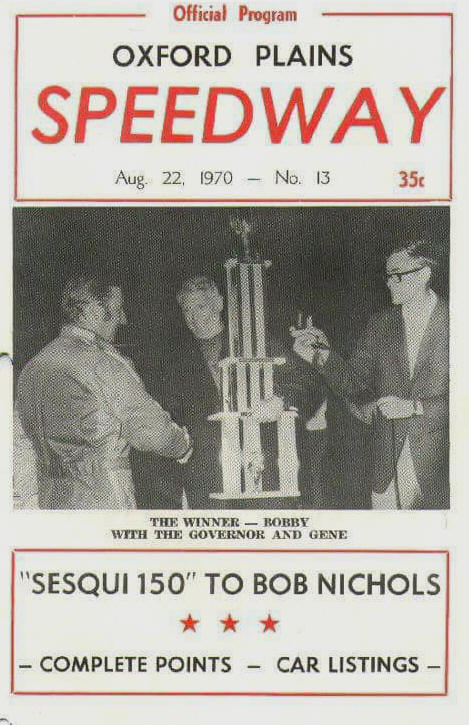 Official Program
OXFORD PLAINS
SPEEDWAY
Aug. 22, 1970 — No. 13 35c
THE WINNER — BOBBY
WITH THE GOVERNOR AND GENE
"SESQUI 150" TO BOB NICHOLS
★ ★ ★
– COMPLETE POINTS – CAR LISTINGS –